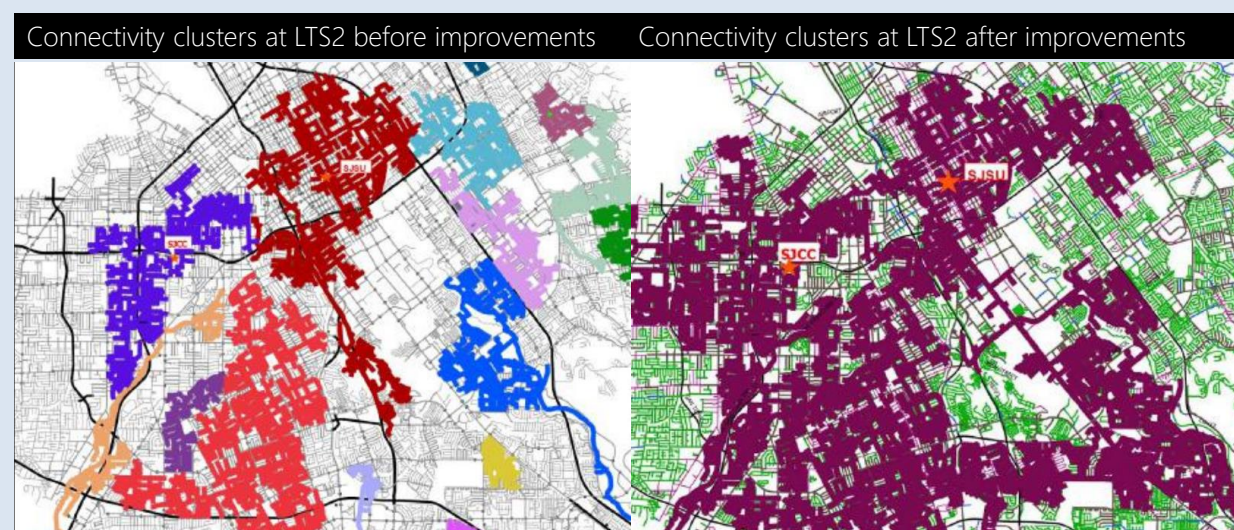 Connectivity clusters at LTS2 before improvements
Connectivity clusters at LTS2 after improvements
SJSU
SJCC
SJSU
SJCC